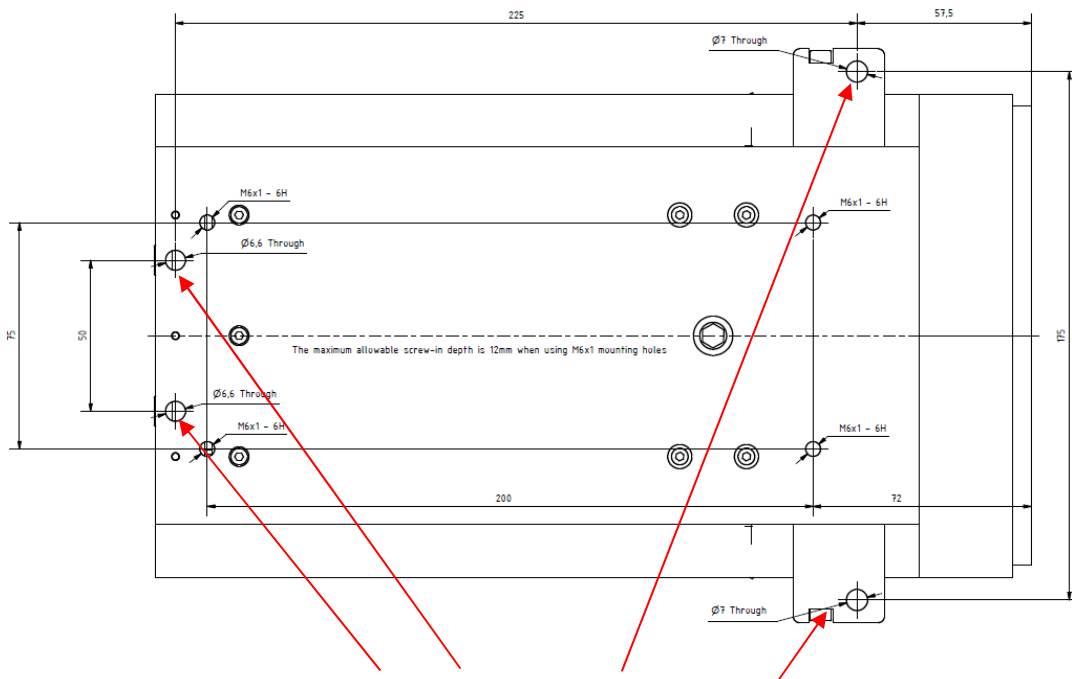 225
57,5
Ø7 Through
M6x1 - 6H
M6x1 - 6H
Ø6,6 Through
75
50
175
The maximum allowable screw-in depth is 12mm when using M6x1 mounting holes
Ø6,6 Through
M6x1 - 6H
M6x1 - 6H
200
72
Ø7 Through